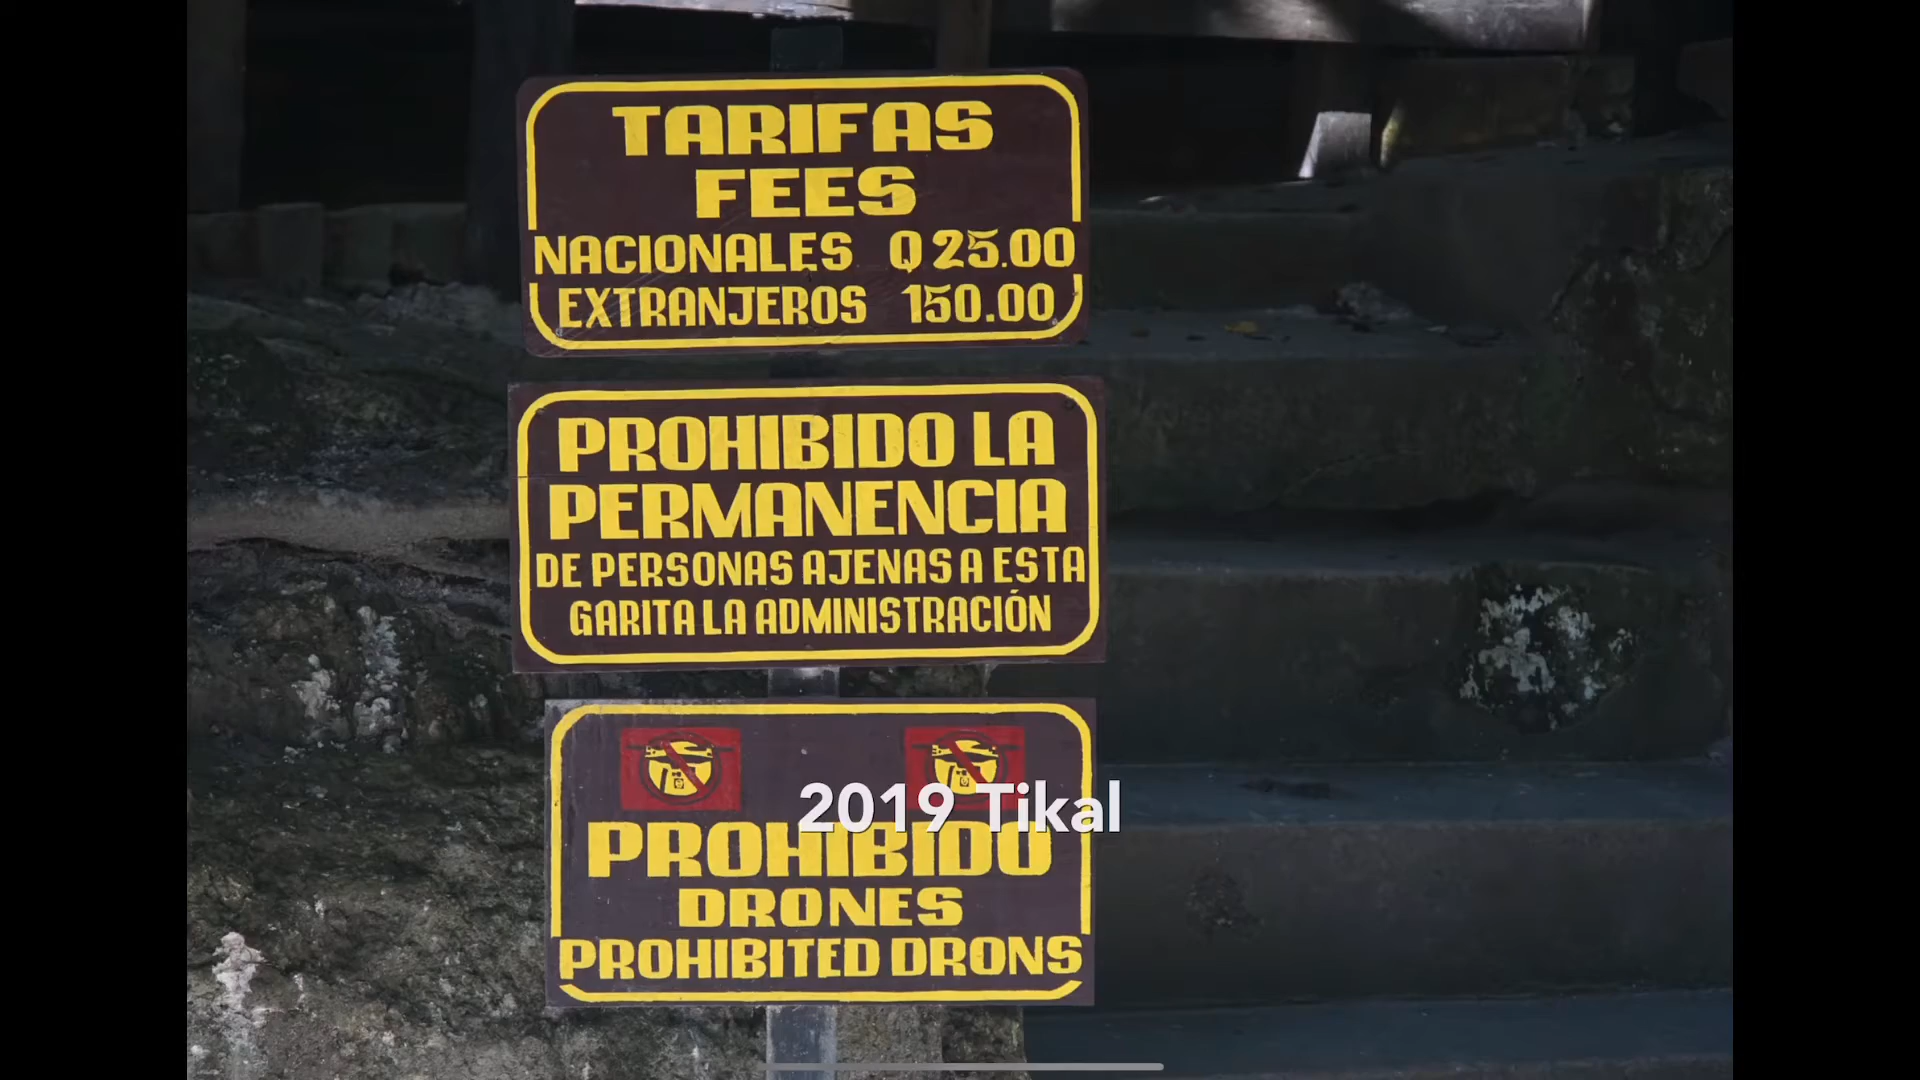 TARIFAS
FEES
NACIONALES Q 25.00
EXTRANJEROS 150.00
PROHIBIDO LA
PERMANENCIA
DE PERSONAS AJENAS A ESTA
GARITA LA ADMINISTRACIÓN
2019 Tikal
PROHIBIDO
DRONES
PROHIBITED DRONS